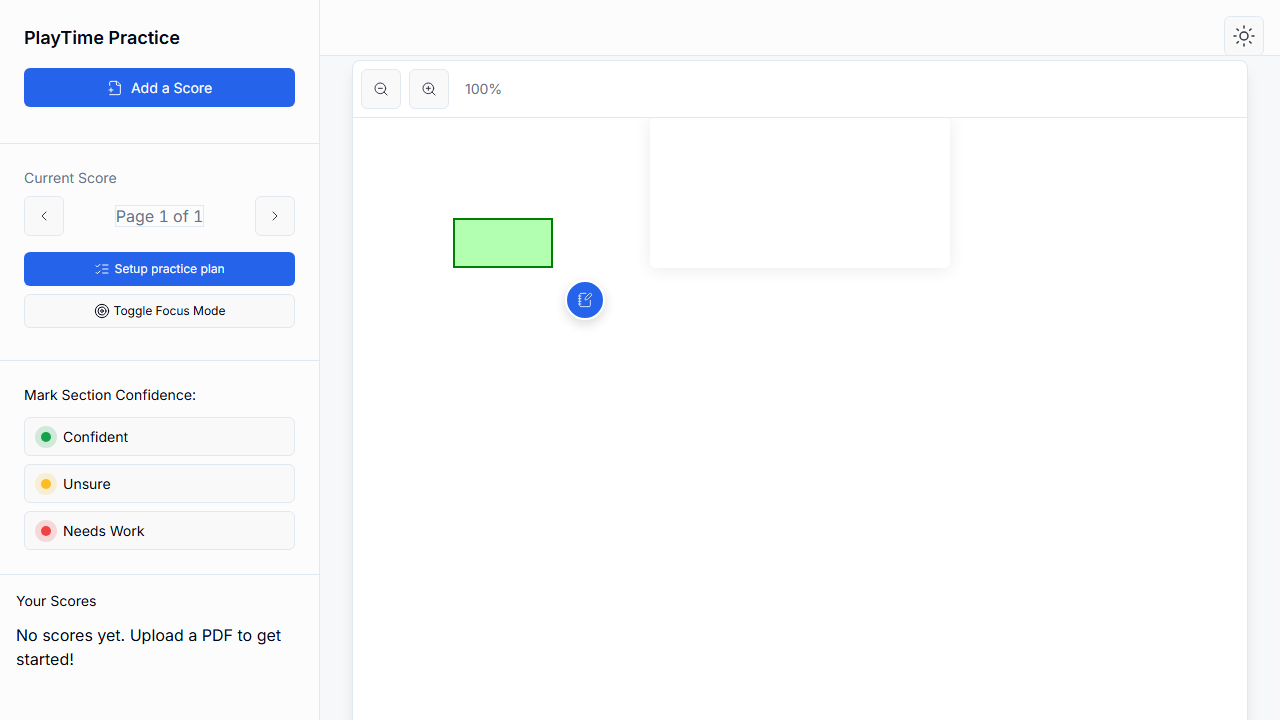 PlayTime Practice
Add a Score
Current Score
Page 1 of 1
Setup practice plan
Toggle Focus Mode
Mark Section Confidence:
Confident
Unsure
Needs Work
Your Scores
No scores yet. Upload a PDF to get
started!
100%